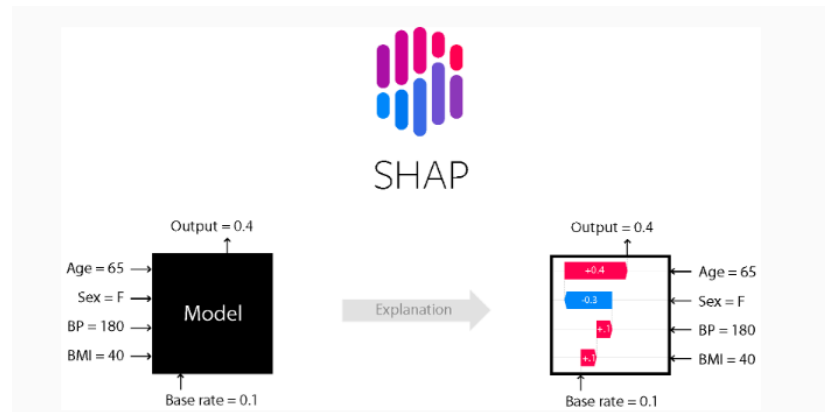 SHAP
Output = 0.4
Age = 65
Sex = F
BP = 180
BMI = 40
Model
Base rate = 0.1
Explanation
Output = 0.4
+0.4
-0.3
+.1
+.1
Age = 65
Sex = F
BP = 180
BMI = 40
Base rate = 0.1